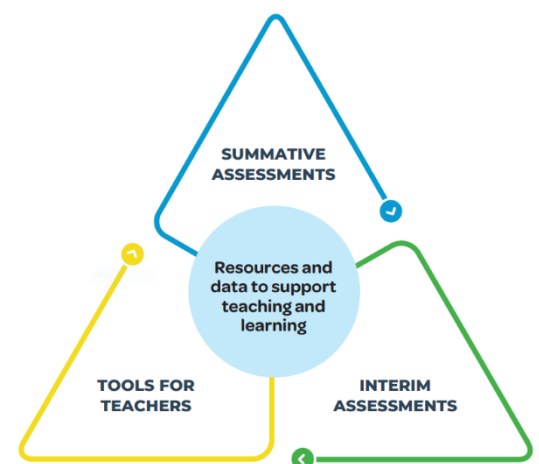 SUMMATIVE
ASSESSMENTS
Resources and
data to support
teaching and
learning
TOOLS FOR
TEACHERS
INTERIM
ASSESSMENTS